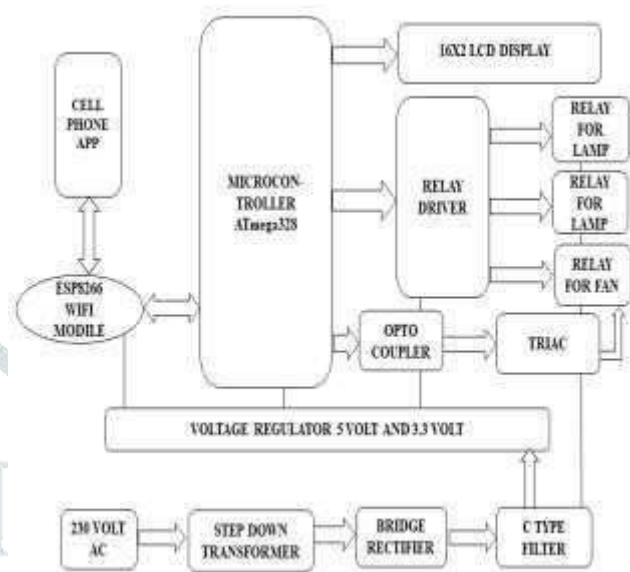 16X2 LCD DISPLAY
CELL
PHONE
APP
RELAY
FOR
LAMP
MICROCON-
TROLLER
ATmega328
RELAY
DRIVER
RELAY
FOR
LAMP
RELAY
FOR FAN
ESP8266
WIFI
MODILE
OPTO
COUPLER
TRIAC
VOLTAGE REGULATOR 5 VOLT AND 3.3 VOLT
230 VOLT
AC
STEP DOWN
TRANSFORMER
BRIDGE
RECTIFIER
C TYPE
FILTER